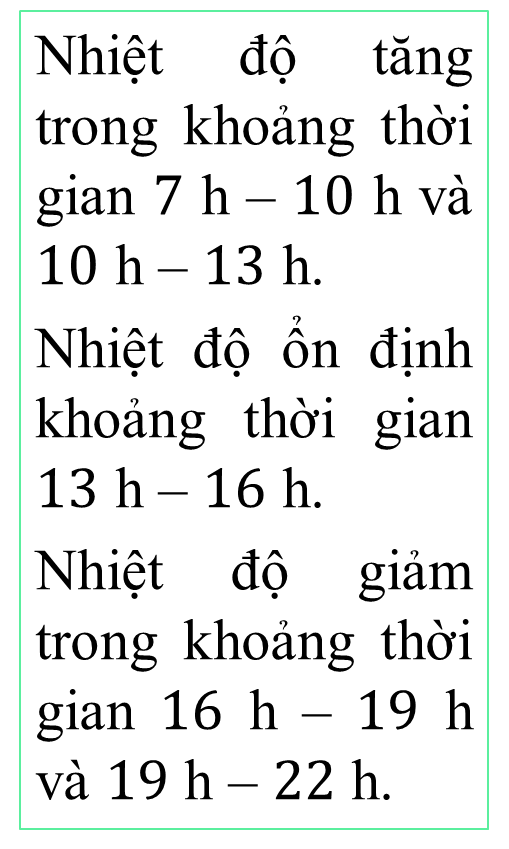 Nhiệt độ tăng
trong khoảng thời
gian 7 h – 10 h và
10 h – 13 h.
Nhiệt độ ổn định
khoảng thời gian
13 h – 16 h.
Nhiệt độ giảm
trong khoảng thời
gian 16 h – 19 h
và 19 h – 22 h.